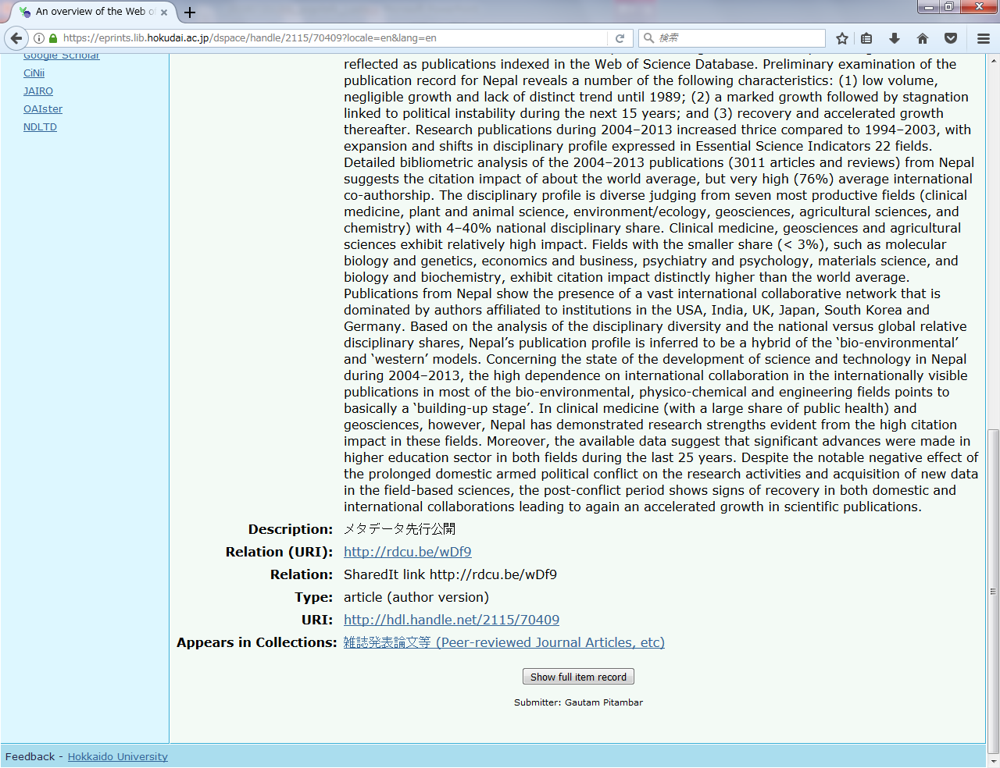 An overview of the Web of
https://eprints.lib.hokudai.ac.jp/dspace/handle/2115/70409?locale=en&lang=en
検索
Google Scholar
CiNii
JAIRO
OAIster
NDLTD
reflected as publications indexed in the Web of Science Database. Preliminary examination of the
publication record for Nepal reveals a number of the following characteristics: (1) low volume,
negligible growth and lack of distinct trend until 1989; (2) a marked growth followed by stagnation
linked to political instability during the next 15 years; and (3) recovery and accelerated growth
thereafter. Research publications during 2004–2013 increased thrice compared to 1994–2003, with
expansion and shifts in disciplinary profile expressed in Essential Science Indicators 22 fields.
Detailed bibliometric analysis of the 2004–2013 publications (3011 articles and reviews) from Nepal
suggests the citation impact of about the world average, but very high (76%) average international
co-authorship. The disciplinary profile is diverse judging from seven most productive fields (clinical
medicine, plant and animal science, environment/ecology, geosciences, agricultural sciences, and
chemistry) with 4–40% national disciplinary share. Clinical medicine, geosciences and agricultural
sciences exhibit relatively high impact. Fields with the smaller share (< 3%), such as molecular
biology and genetics, economics and business, psychiatry and psychology, materials science, and
biology and biochemistry, exhibit citation impact distinctly higher than the world average.
Publications from Nepal show the presence of a vast international collaborative network that is
dominated by authors affiliated to institutions in the USA, India, UK, Japan, South Korea and
Germany. Based on the analysis of the disciplinary diversity and the national versus global relative
disciplinary shares, Nepal’s publication profile is inferred to be a hybrid of the ‘bio-environmental’
and ‘western’ models. Concerning the state of the development of science and technology in Nepal
during 2004–2013, the high dependence on international collaboration in the internationally visible
publications in most of the bio-environmental, physico-chemical and engineering fields points to
basically a ‘building-up stage’. In clinical medicine (with a large share of public health) and
geosciences, however, Nepal has demonstrated research strengths evident from the high citation
impact in these fields. Moreover, the available data suggest that significant advances were made in
higher education sector in both fields during the last 25 years. Despite the notable negative effect of
the prolonged domestic armed political conflict on the research activities and acquisition of new data
in the field-based sciences, the post-conflict period shows signs of recovery in both domestic and
international collaborations leading to again an accelerated growth in scientific publications.
Description: メタデータ先行公開
Relation (URI): http://rdcu.be/wDf9
Relation: SharedIt link http://rdcu.be/wDf9
Type: article (author version)
URI: http://hdl.handle.net/2115/70409
Appears in Collections: 雑誌発表論文等 (Peer-reviewed Journal Articles, etc)
Show full item record
Submitter: Gautam Pitambar
Feedback - Hokkaido University